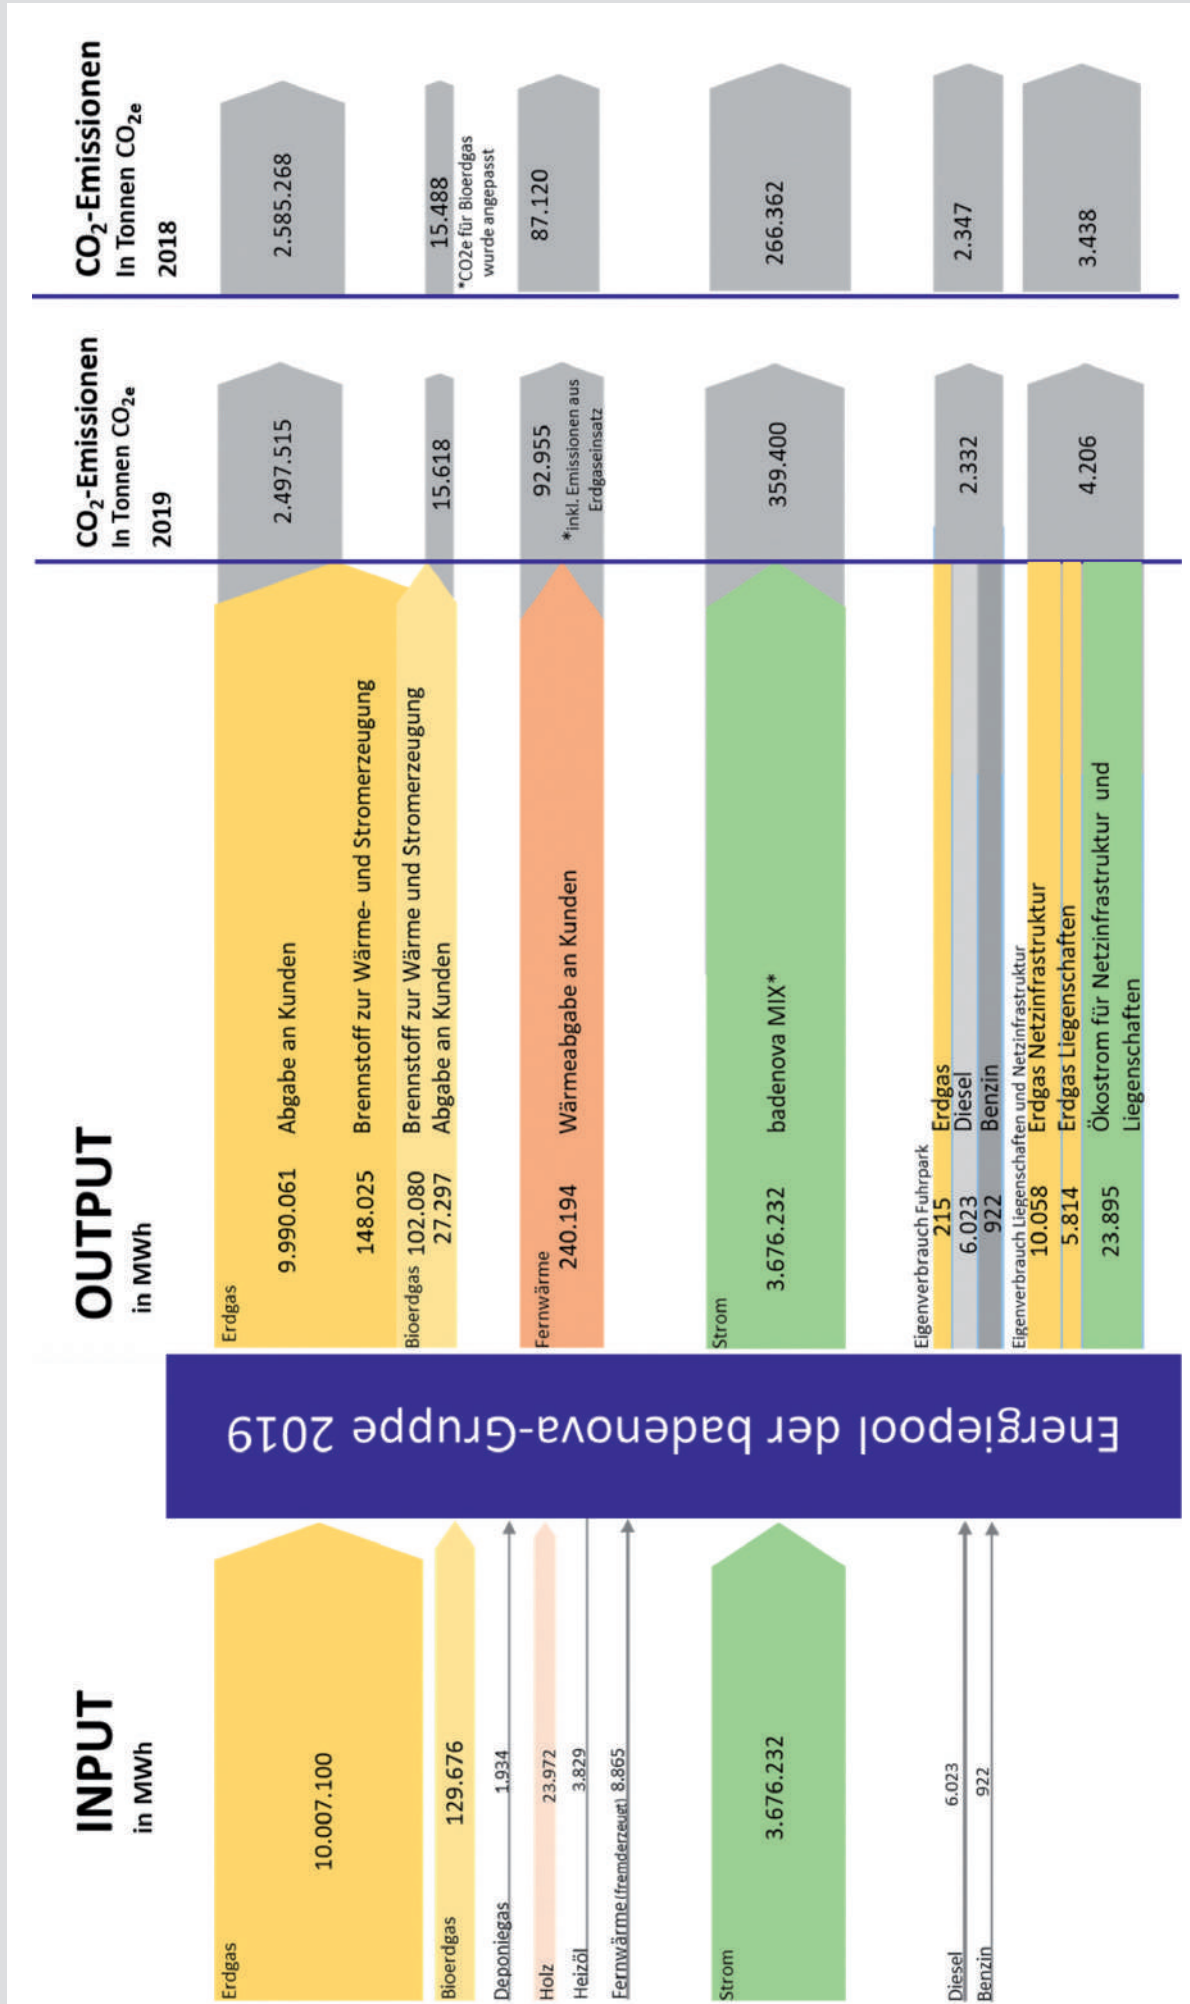 INPUT
in MWh
Erdgas
10.007.100
Bioerdgas
129.676
Deponiegas
1.934
Holz
23.972
Heizöl
3.829
Fernwärme (fremderzeugt) 8.865
Strom
3.676.232
Diesel
6.023
Benzin
922
Energiepool der badenova-Gruppe 2019
OUTPUT
in MWh
Erdgas
9.990.061 Abgabe an Kunden
148.025 Brennstoff zur Wärme- und Stromerzeugung
Bioerdgas 102.080 Brennstoff zur Wärme und Stromerzeugung
27.297 Abgabe an Kunden
Fernwärme
240.194 Wärmeabgabe an Kunden
Strom
3.676.232 badenova MIX*
Eigenverbrauch Fuhrpark
215 Erdgas
6.023 Diesel
922 Benzin
Eigenverbrauch Liegenschaften und Netzinfrastruktur
10.058 Erdgas Netzinfrastruktur
5.814 Erdgas Liegenschaften
23.895 Ökostrom für Netzinfrastruktur und
Liegenschaften
CO2-Emissionen
In Tonnen CO2e
2019
2.497.515
15.618
92.955
*inkl. Emissionen aus
Erdgaseinsatz
359.400
2.332
4.206
CO2-Emissionen
In Tonnen CO2e
2018
2.585.268
15.488
*CO2e für Bioerdgas
wurde angepasst
87.120
266.362
2.347
3.438